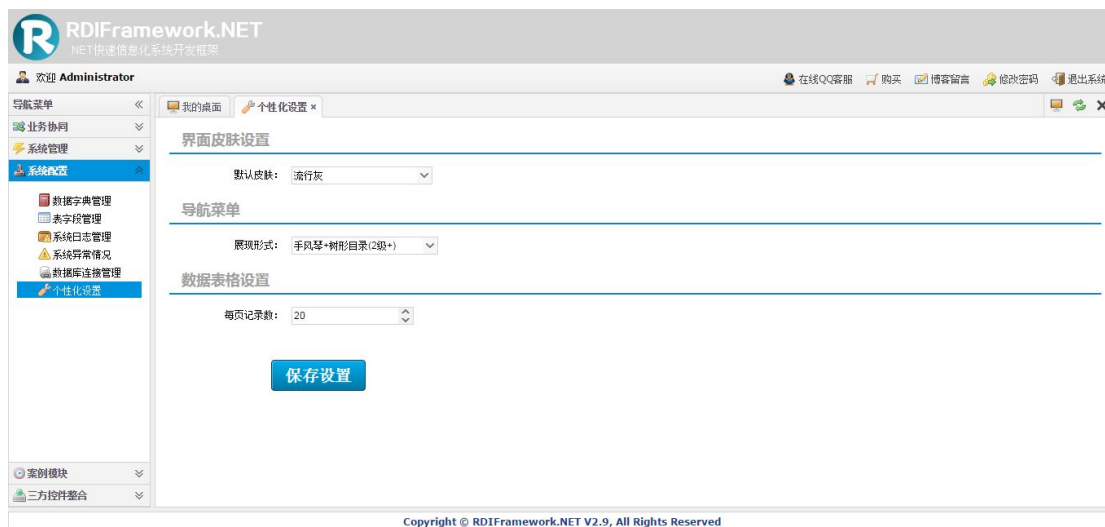 RDIFramework.NET
.NET快速信息化系统开发框架
欢迎 Administrator
在线QQ客服 购买 博客留言 修改密码 退出系统
导航菜单
我的桌面 个性化设置
业务协同
系统管理
系统配置
数据字典管理
表字段管理
系统日志管理
系统异常情况
数据库连接管理
个性化设置
案例模块
三方控件整合
界面皮肤设置
默认皮肤: 流行灰
导航菜单
展现形式: 手风琴+树形目录(2级+)
数据表格设置
每页记录数: 20
保存设置
Copyright © RDIFramework.NET V2.9, All Rights Reserved